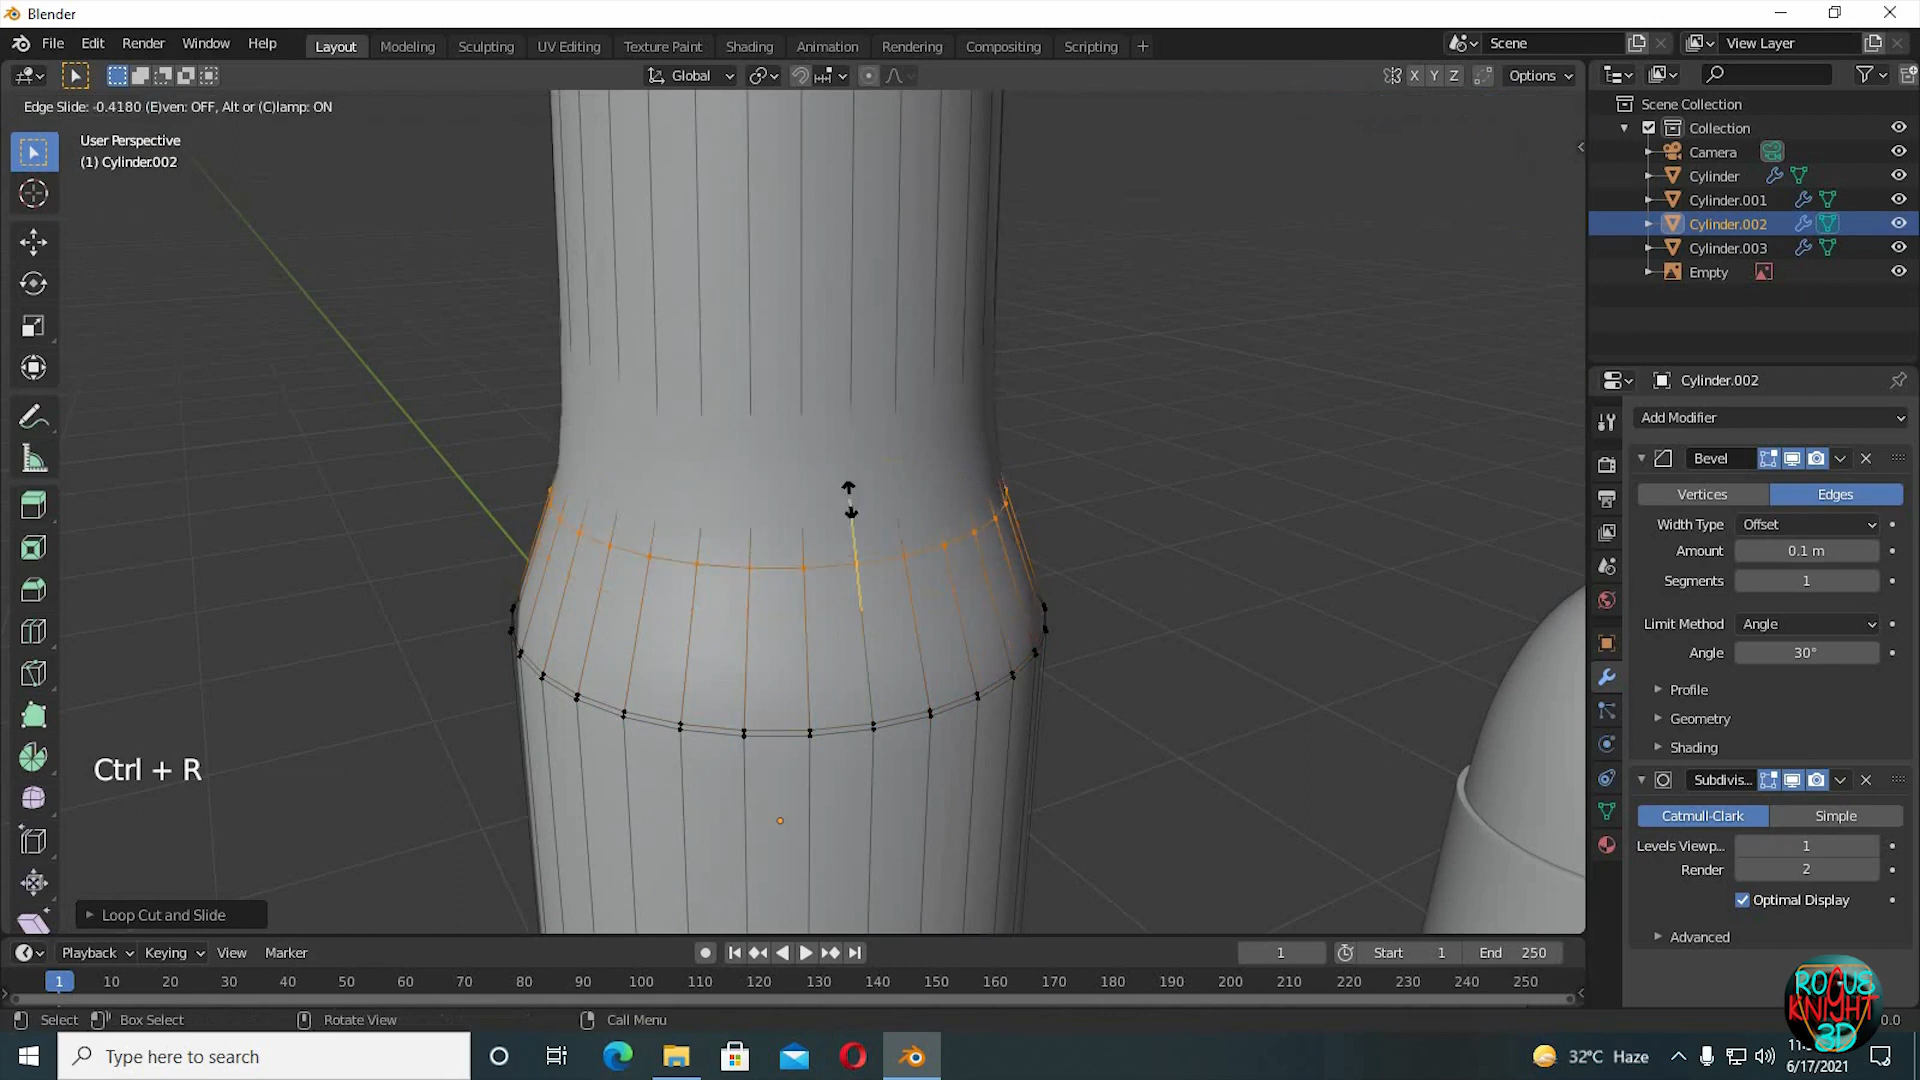 Blender
File Edit Render Window Help
Layout Modeling Sculpting UV Editing Texture Paint Shading Animation Rendering Compositing Scripting +
Scene
View Layer
Global
X Y Z
Options
Edge Slide: -0.4180 (E)ven: OFF, Alt or (C)lamp: ON
User Perspective
(1) Cylinder.002
Scene Collection
Collection
Camera
Cylinder
Cylinder.001
Cylinder.002
Cylinder.003
Empty
Cylinder.002
Add Modifier
Bevel
Vertices Edges
Width Type Offset
Amount 0.1 m
Segments 1
Limit Method Angle
Angle 30°
Profile
Geometry
Shading
Subdivis...
Catmull-Clark Simple
Levels Viewp... 1
Render 2
Optimal Display
Advanced
Ctrl + R
Loop Cut and Slide
Playback Keying View Marker
1
Start 1 End 250
1 10 20 30 40 50 60 70 80 90 100 110 120 130 140 150 160 170 180 190 200 210 220 230 240 250
Select Box Select Rotate View Call Menu
ROGUE
KNIGHT
3D
Type here to search
32°C Haze
6/17/2021